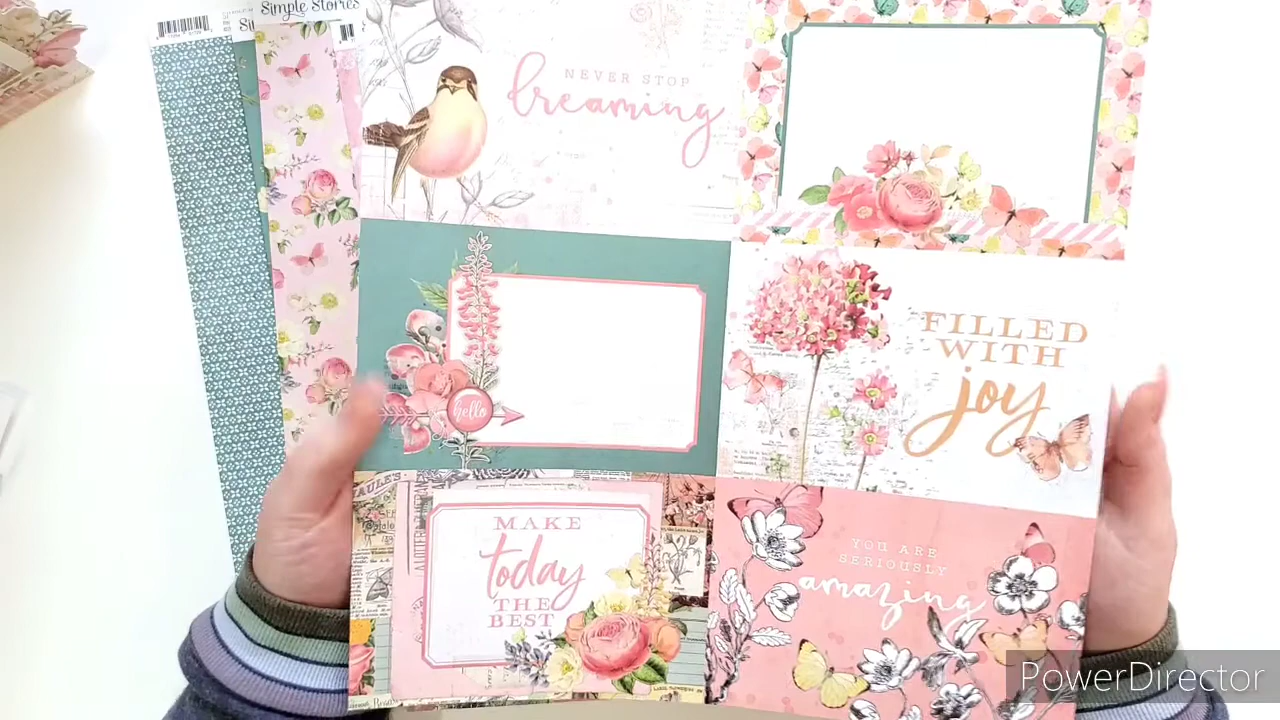 Simple Stories
NEVER STOP
dreaming
hello
FILLED
WITH
joy
MAKE
today
THE
BEST
YOU ARE
SERIOUSLY
amazing
PowerDirector